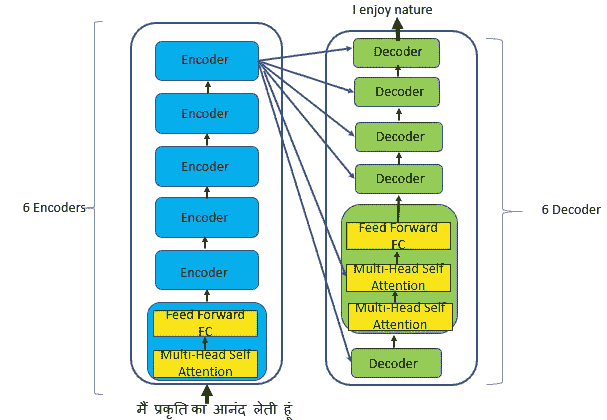 I enjoy nature
Encoder
Encoder
Encoder
Encoder
Encoder
Feed Forward
FC
Multi-Head Self
Attention
6 Encoders
मैं प्रकृति का आनंद लेती हूं
Decoder
Decoder
Decoder
Decoder
Feed Forward
FC
Multi-Head Self
Attention
Multi-Head Self
Attention
Decoder
6 Decoder